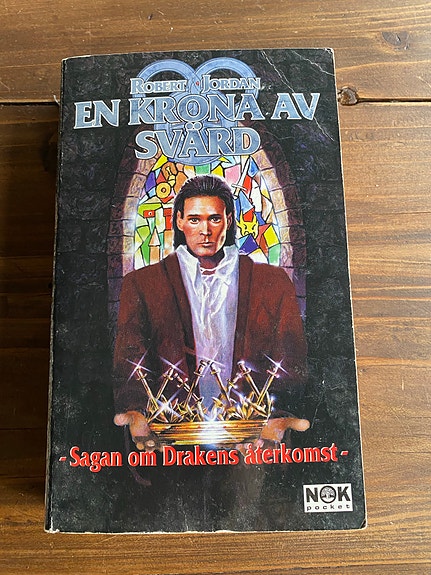 ROBERT JORDAN
EN KRONA AV
SVÄRD
- Sagan om Drakens återkomst -
NOK
pocket